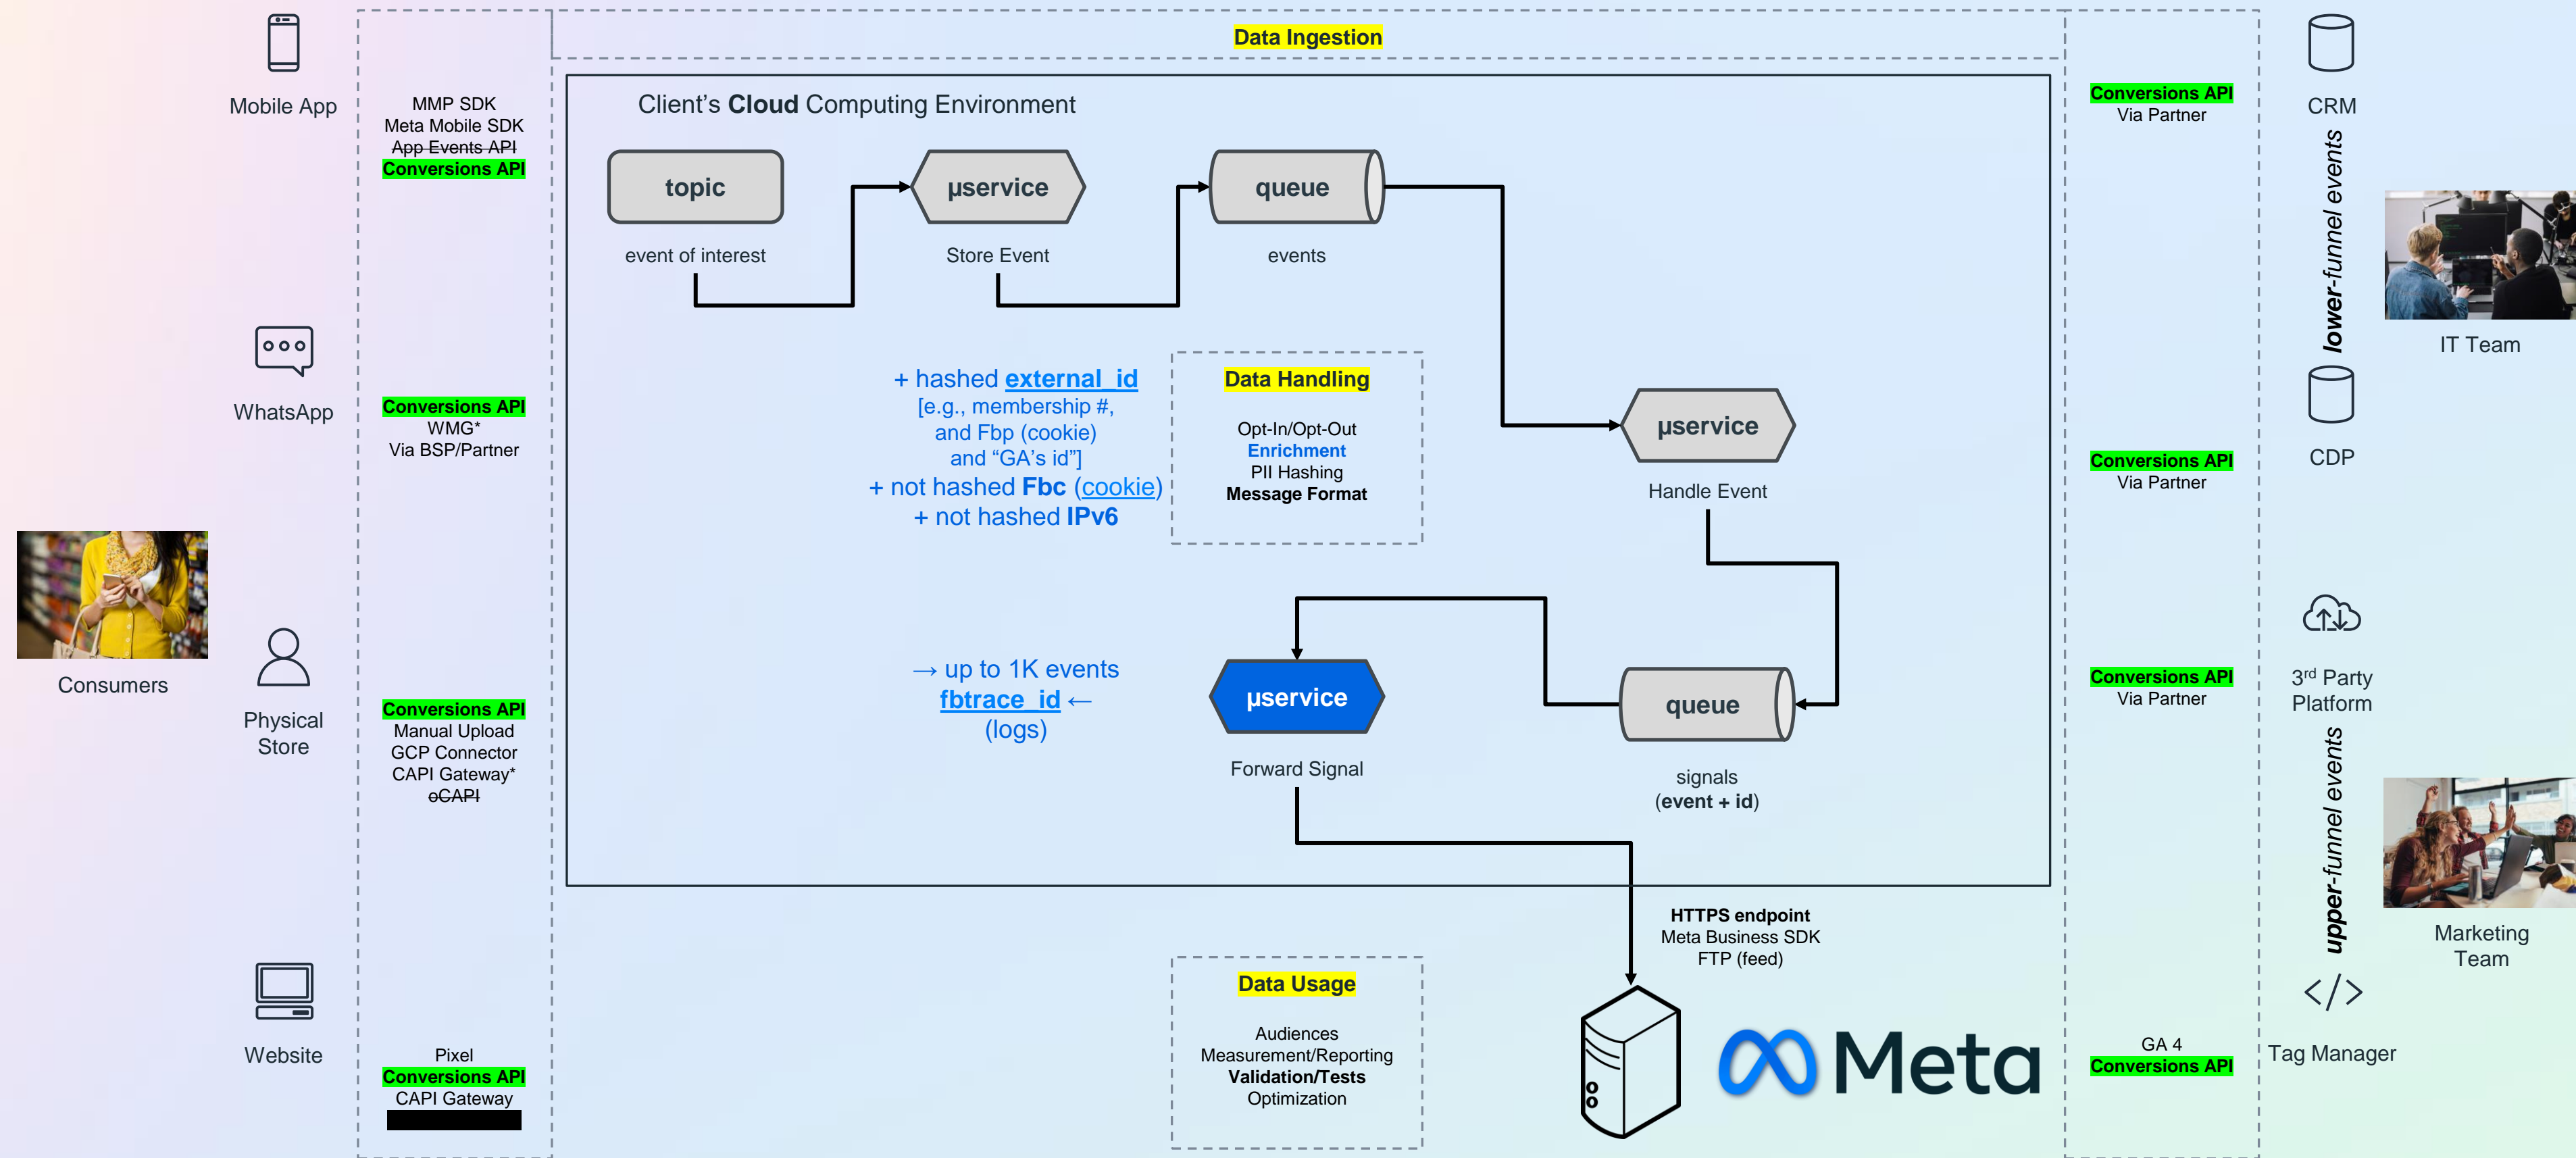 Data Ingestion
Mobile App
MMP SDK
Meta Mobile SDK
App Events API
Conversions API
WhatsApp
Conversions API
WMG*
Via BSP/Partner
Consumers
Physical
Store
Conversions API
Manual Upload
GCP Connector
CAPI Gateway*
oCAPI
Website
Pixel
Conversions API
CAPI Gateway
Client's Cloud Computing Environment
topic
event of interest
µservice
Store Event
queue
events
+ hashed external_id
[e.g., membership #,
and Fbp (cookie)
and “GA's id”]
+ not hashed Fbc (cookie)
+ not hashed IPv6
Data Handling
Opt-In/Opt-Out
Enrichment
PII Hashing
Message Format
µservice
Handle Event
→ up to 1K events
fbtrace_id ←
(logs)
µservice
Forward Signal
queue
signals
(event + id)
HTTPS endpoint
Meta Business SDK
FTP (feed)
Data Usage
Audiences
Measurement/Reporting
Validation/Tests
Optimization
Meta
Conversions API
Via Partner
CRM
lower-funnel events
IT Team
Conversions API
Via Partner
CDP
Conversions API
Via Partner
3rd Party
Platform
upper-funnel events
Marketing
Team
GA 4
Conversions API
Tag Manager